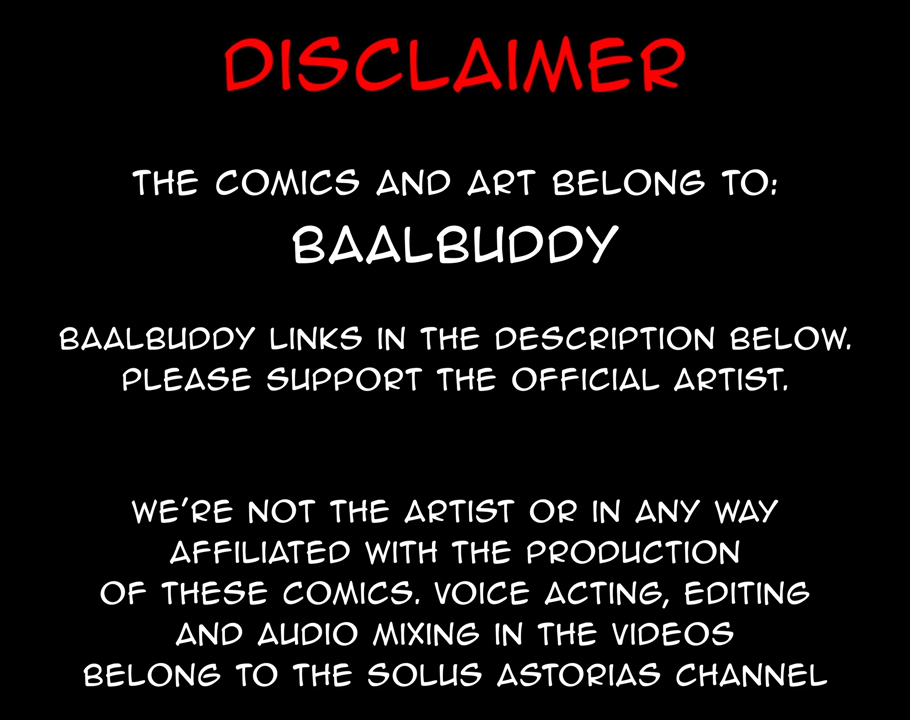 DISCLAIMER
THE COMICS AND ART BELONG TO:
BAALBUDDY
BAALBUDDY LINKS IN THE DESCRIPTION BELOW.
PLEASE SUPPORT THE OFFICIAL ARTIST.
WE'RE NOT THE ARTIST OR IN ANY WAY
AFFILIATED WITH THE PRODUCTION
OF THESE COMICS. VOICE ACTING, EDITING
AND AUDIO MIXING IN THE VIDEOS
BELONG TO THE SOLUS ASTORIAS CHANNEL